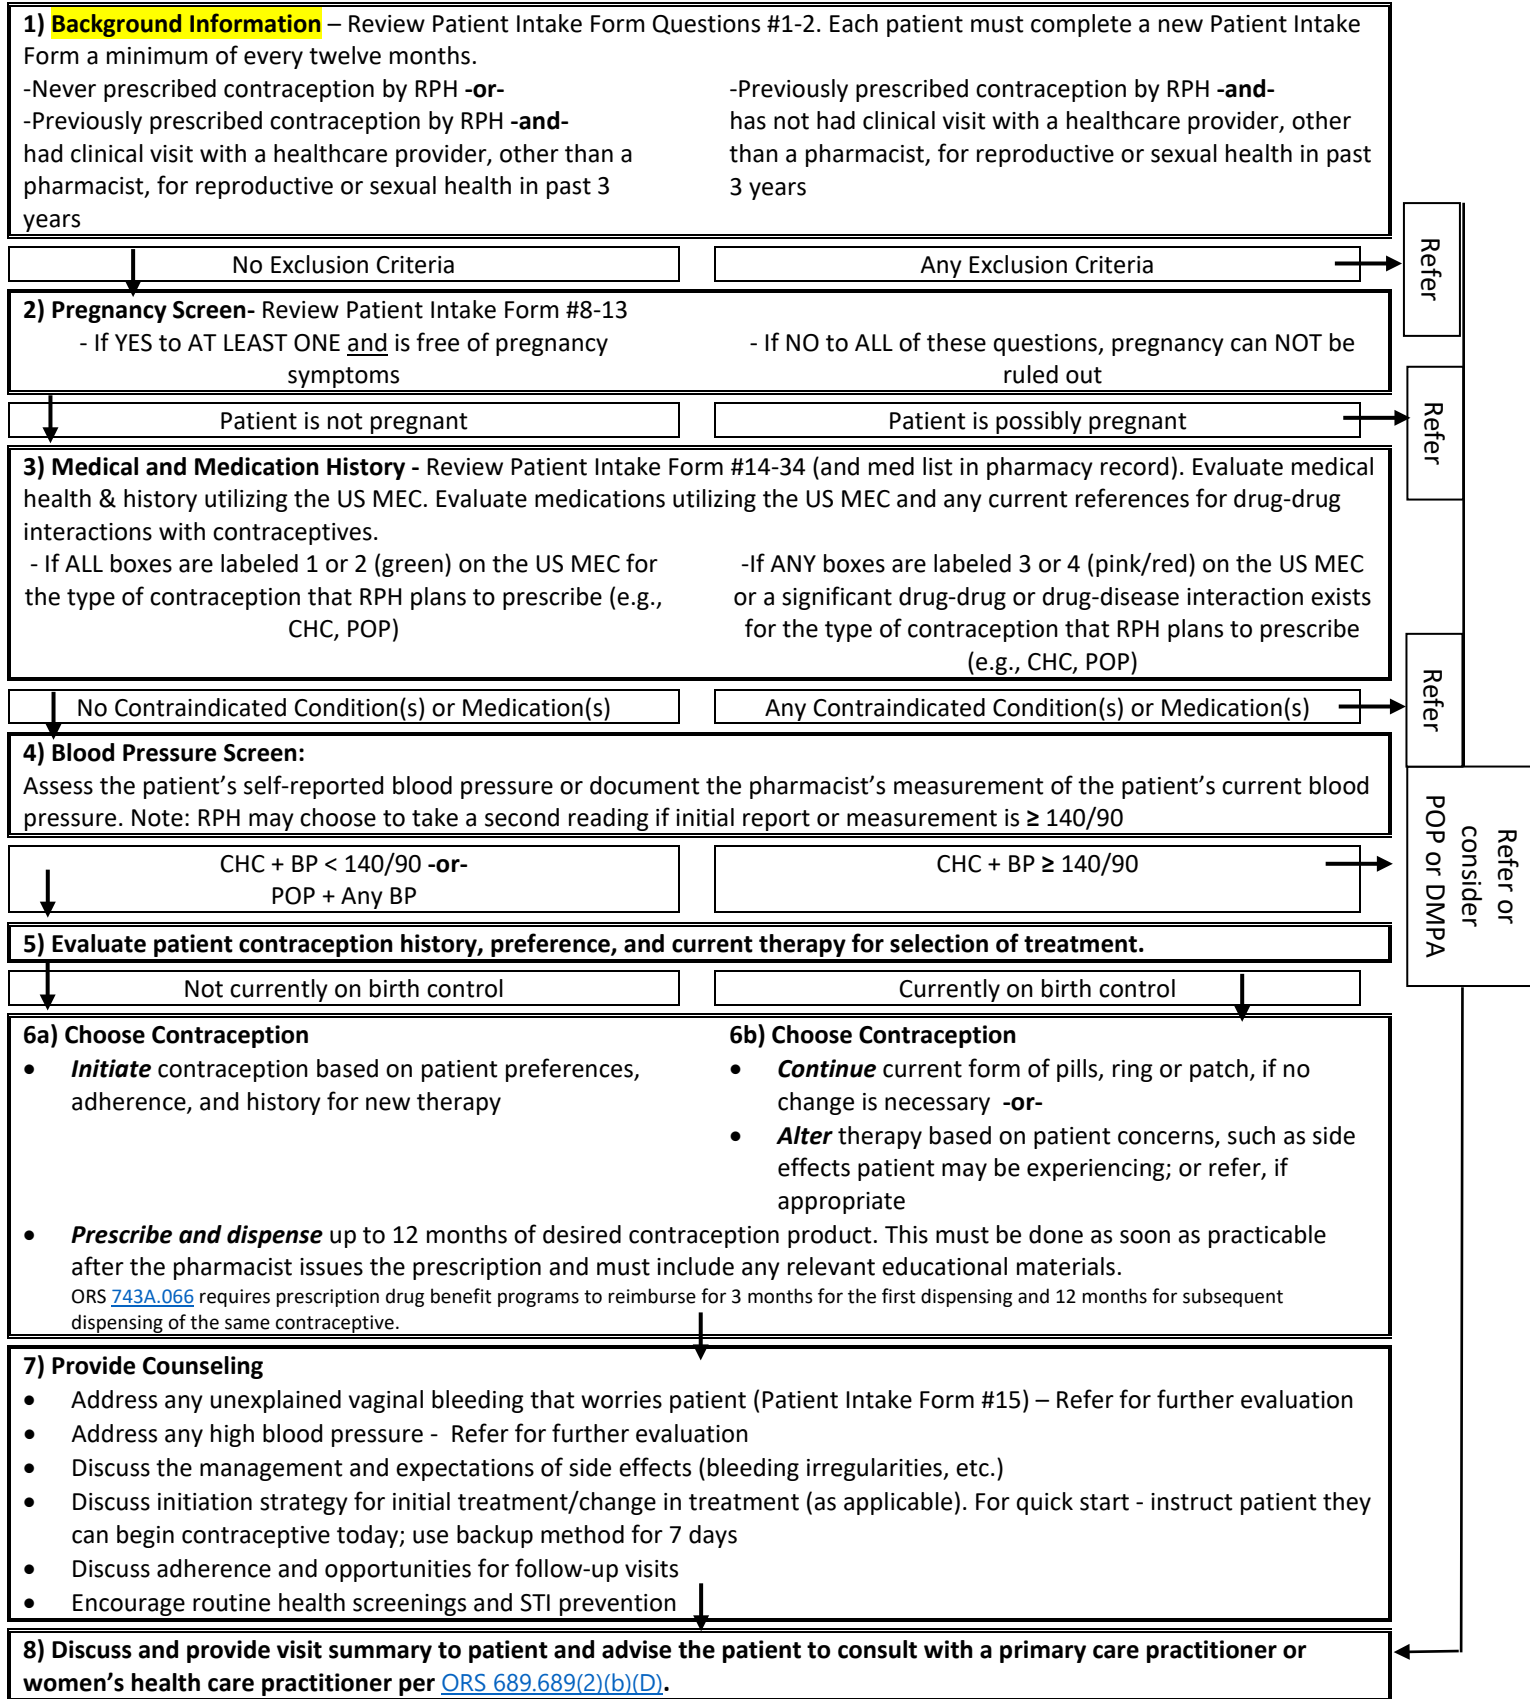 1) Background Information – Review Patient Intake Form Questions #1-2. Each patient must complete a new Patient Intake
Form a minimum of every twelve months.
-Never prescribed contraception by RPH -or-
-Previously prescribed contraception by RPH -and-
had clinical visit with a healthcare provider, other than a
pharmacist, for reproductive or sexual health in past 3
years
-Previously prescribed contraception by RPH -and-
has not had clinical visit with a healthcare provider, other
than a pharmacist, for reproductive or sexual health in past
3 years
No Exclusion Criteria
Any Exclusion Criteria
Refer
2) Pregnancy Screen- Review Patient Intake Form #8-13
- If YES to AT LEAST ONE and is free of pregnancy
symptoms
- If NO to ALL of these questions, pregnancy can NOT be
ruled out
Patient is not pregnant
Patient is possibly pregnant
Refer
3) Medical and Medication History - Review Patient Intake Form #14-34 (and med list in pharmacy record). Evaluate medical
health & history utilizing the US MEC. Evaluate medications utilizing the US MEC and any current references for drug-drug
interactions with contraceptives.
- If ALL boxes are labeled 1 or 2 (green) on the US MEC for
the type of contraception that RPH plans to prescribe (e.g.,
CHC, POP)
-If ANY boxes are labeled 3 or 4 (pink/red) on the US MEC
or a significant drug-drug or drug-disease interaction exists
for the type of contraception that RPH plans to prescribe
(e.g., CHC, POP)
No Contraindicated Condition(s) or Medication(s)
Any Contraindicated Condition(s) or Medication(s)
Refer
4) Blood Pressure Screen:
Assess the patient's self-reported blood pressure or document the pharmacist's measurement of the patient's current blood
pressure. Note: RPH may choose to take a second reading if initial report or measurement is ≥ 140/90
CHC + BP < 140/90 -or-
POP + Any BP
CHC + BP ≥ 140/90
Refer or
consider
POP or DMPA
5) Evaluate patient contraception history, preference, and current therapy for selection of treatment.
Not currently on birth control
Currently on birth control
6a) Choose Contraception
• Initiate contraception based on patient preferences,
adherence, and history for new therapy
6b) Choose Contraception
• Continue current form of pills, ring or patch, if no
change is necessary -or-
• Alter therapy based on patient concerns, such as side
effects patient may be experiencing; or refer, if
appropriate
• Prescribe and dispense up to 12 months of desired contraception product. This must be done as soon as practicable
after the pharmacist issues the prescription and must include any relevant educational materials.
ORS 743A.066 requires prescription drug benefit programs to reimburse for 3 months for the first dispensing and 12 months for subsequent
dispensing of the same contraceptive.
7) Provide Counseling
• Address any unexplained vaginal bleeding that worries patient (Patient Intake Form #15) – Refer for further evaluation
• Address any high blood pressure - Refer for further evaluation
• Discuss the management and expectations of side effects (bleeding irregularities, etc.)
• Discuss initiation strategy for initial treatment/change in treatment (as applicable). For quick start - instruct patient they
can begin contraceptive today; use backup method for 7 days
• Discuss adherence and opportunities for follow-up visits
• Encourage routine health screenings and STI prevention
8) Discuss and provide visit summary to patient and advise the patient to consult with a primary care practitioner or
women's health care practitioner per ORS 689.689(2)(b)(D).